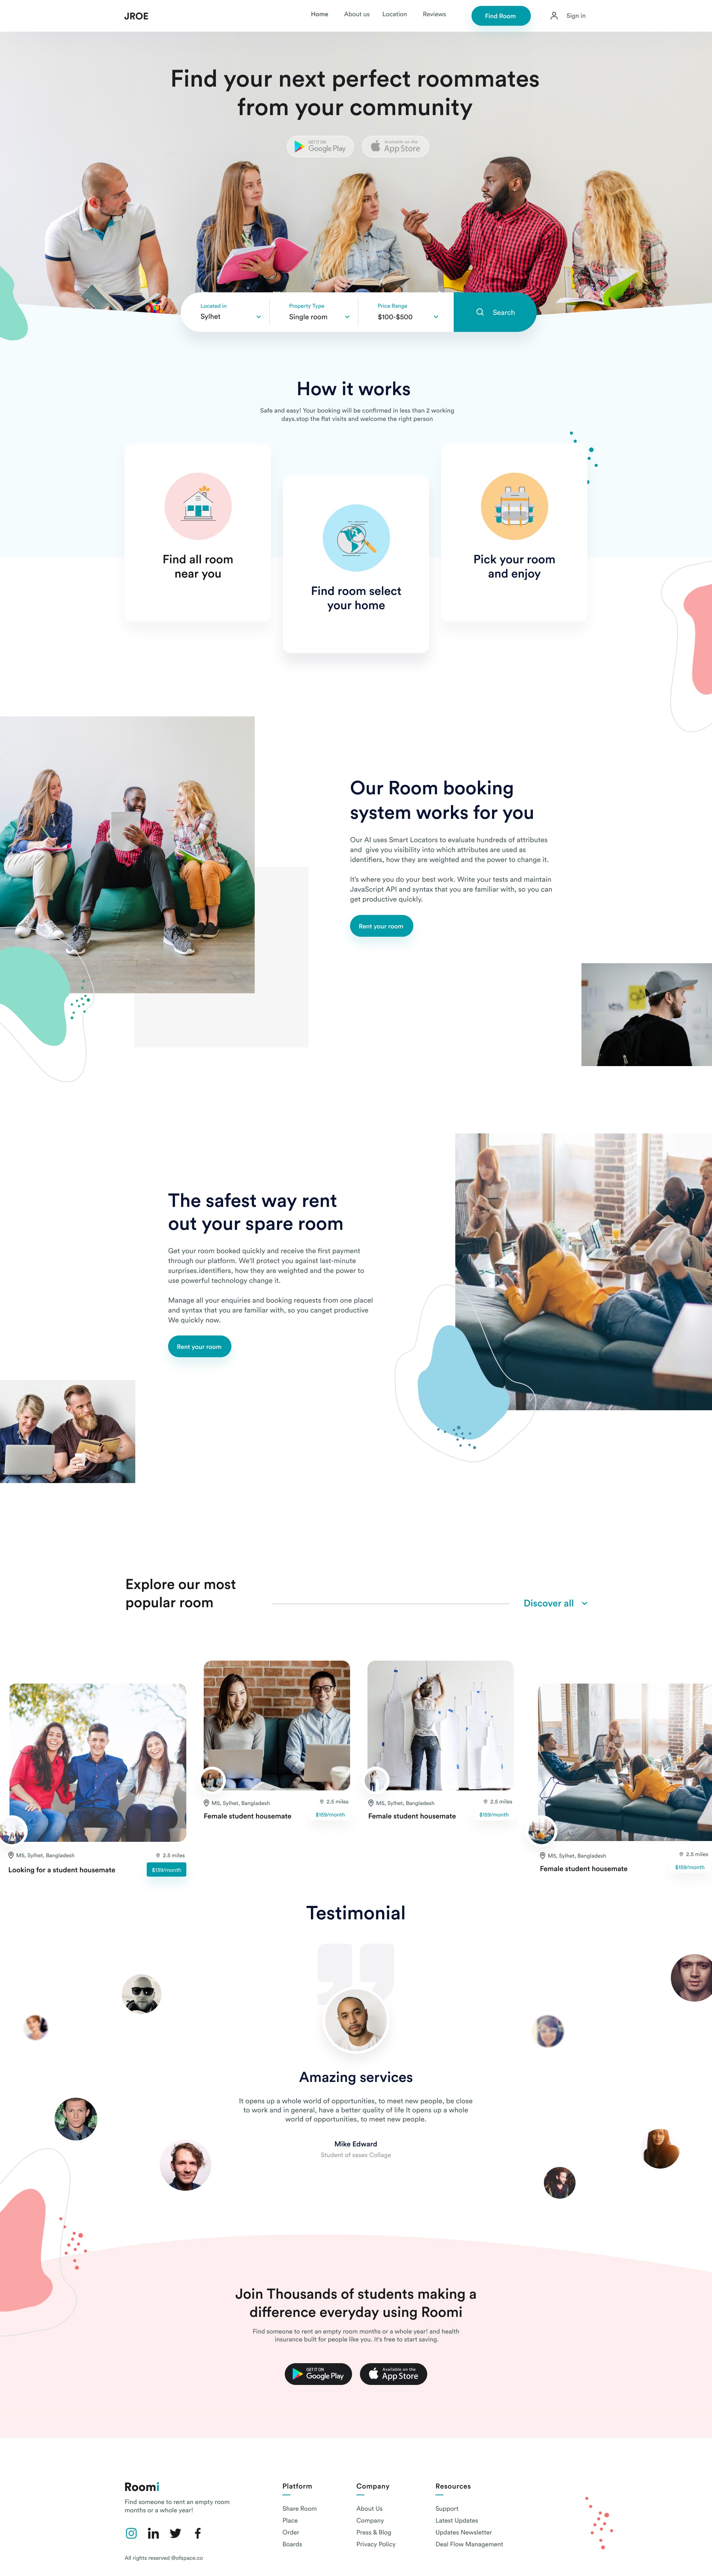 JROE
Home
About us
Location
Reviews
Find Room
Sign in
Find your next perfect roommates
from your community
GET IT ON
Google Play
Available on the
App Store
Located in
Sylhet
Property Type
Single room
Price Range
$100-$500
Search
How it works
Safe and easy! Your booking will be confirmed in less than 2 working
days.stop the flat visits and welcome the right person
Find all room
near you
Find room select
your home
Pick your room
and enjoy
Our Room booking
system works for you
Our AI uses Smart Locators to evaluate hundreds of attributes
and give you visibility into which attributes are used as
identifiers, how they are weighted and the power to change it.
It's where you do your best work. Write your tests and maintain
JavaScript API and syntax that you are familiar with, so you can
get productive quickly.
Rent your room
The safest way rent
out your spare room
Get your room booked quickly and receive the first payment
through our platform. We'll protect you against last-minute
surprises.identifiers, how they are weighted and the power to
use powerful technology change it.
Manage all your enquiries and booking requests from one placel
and syntax that you are familiar with, so you canget productive
We quickly now.
Rent your room
Explore our most
popular room
Discover all
M5, Sylhet, Bangladesh
2.5 miles
Female student housemate
$199/month
M5, Sylhet, Bangladesh
2.5 miles
Female student housemate
$199/month
M5, Sylhet, Bangladesh
2.5 miles
Looking for a student housemate
$139/month
M5, Sylhet, Bangladesh
2.5 miles
Female student housemate
$169/month
Testimonial
Amazing services
It opens up a whole world of opportunities, to meet new people, be close
to work and in general, have a better quality of life It opens up a whole
world of opportunities, to meet new people.
Mike Edward
Student of sases Collage
Join Thousands of students making a
difference everyday using Roomi
Find someone to rent an empty room months or a whole year! and health
insurance built for people like you. It's free to start saving.
GET IT ON
Google Play
Available on the
App Store
Roomi
Find someone to rent an empty room
months or a whole year!
All rights reserved @ofspace.co
Platform
Share Room
Place
Order
Boards
Company
About Us
Company
Press & Blog
Privacy Policy
Resources
Support
Latest Updates
Updates Newsletter
Deal Flow Management